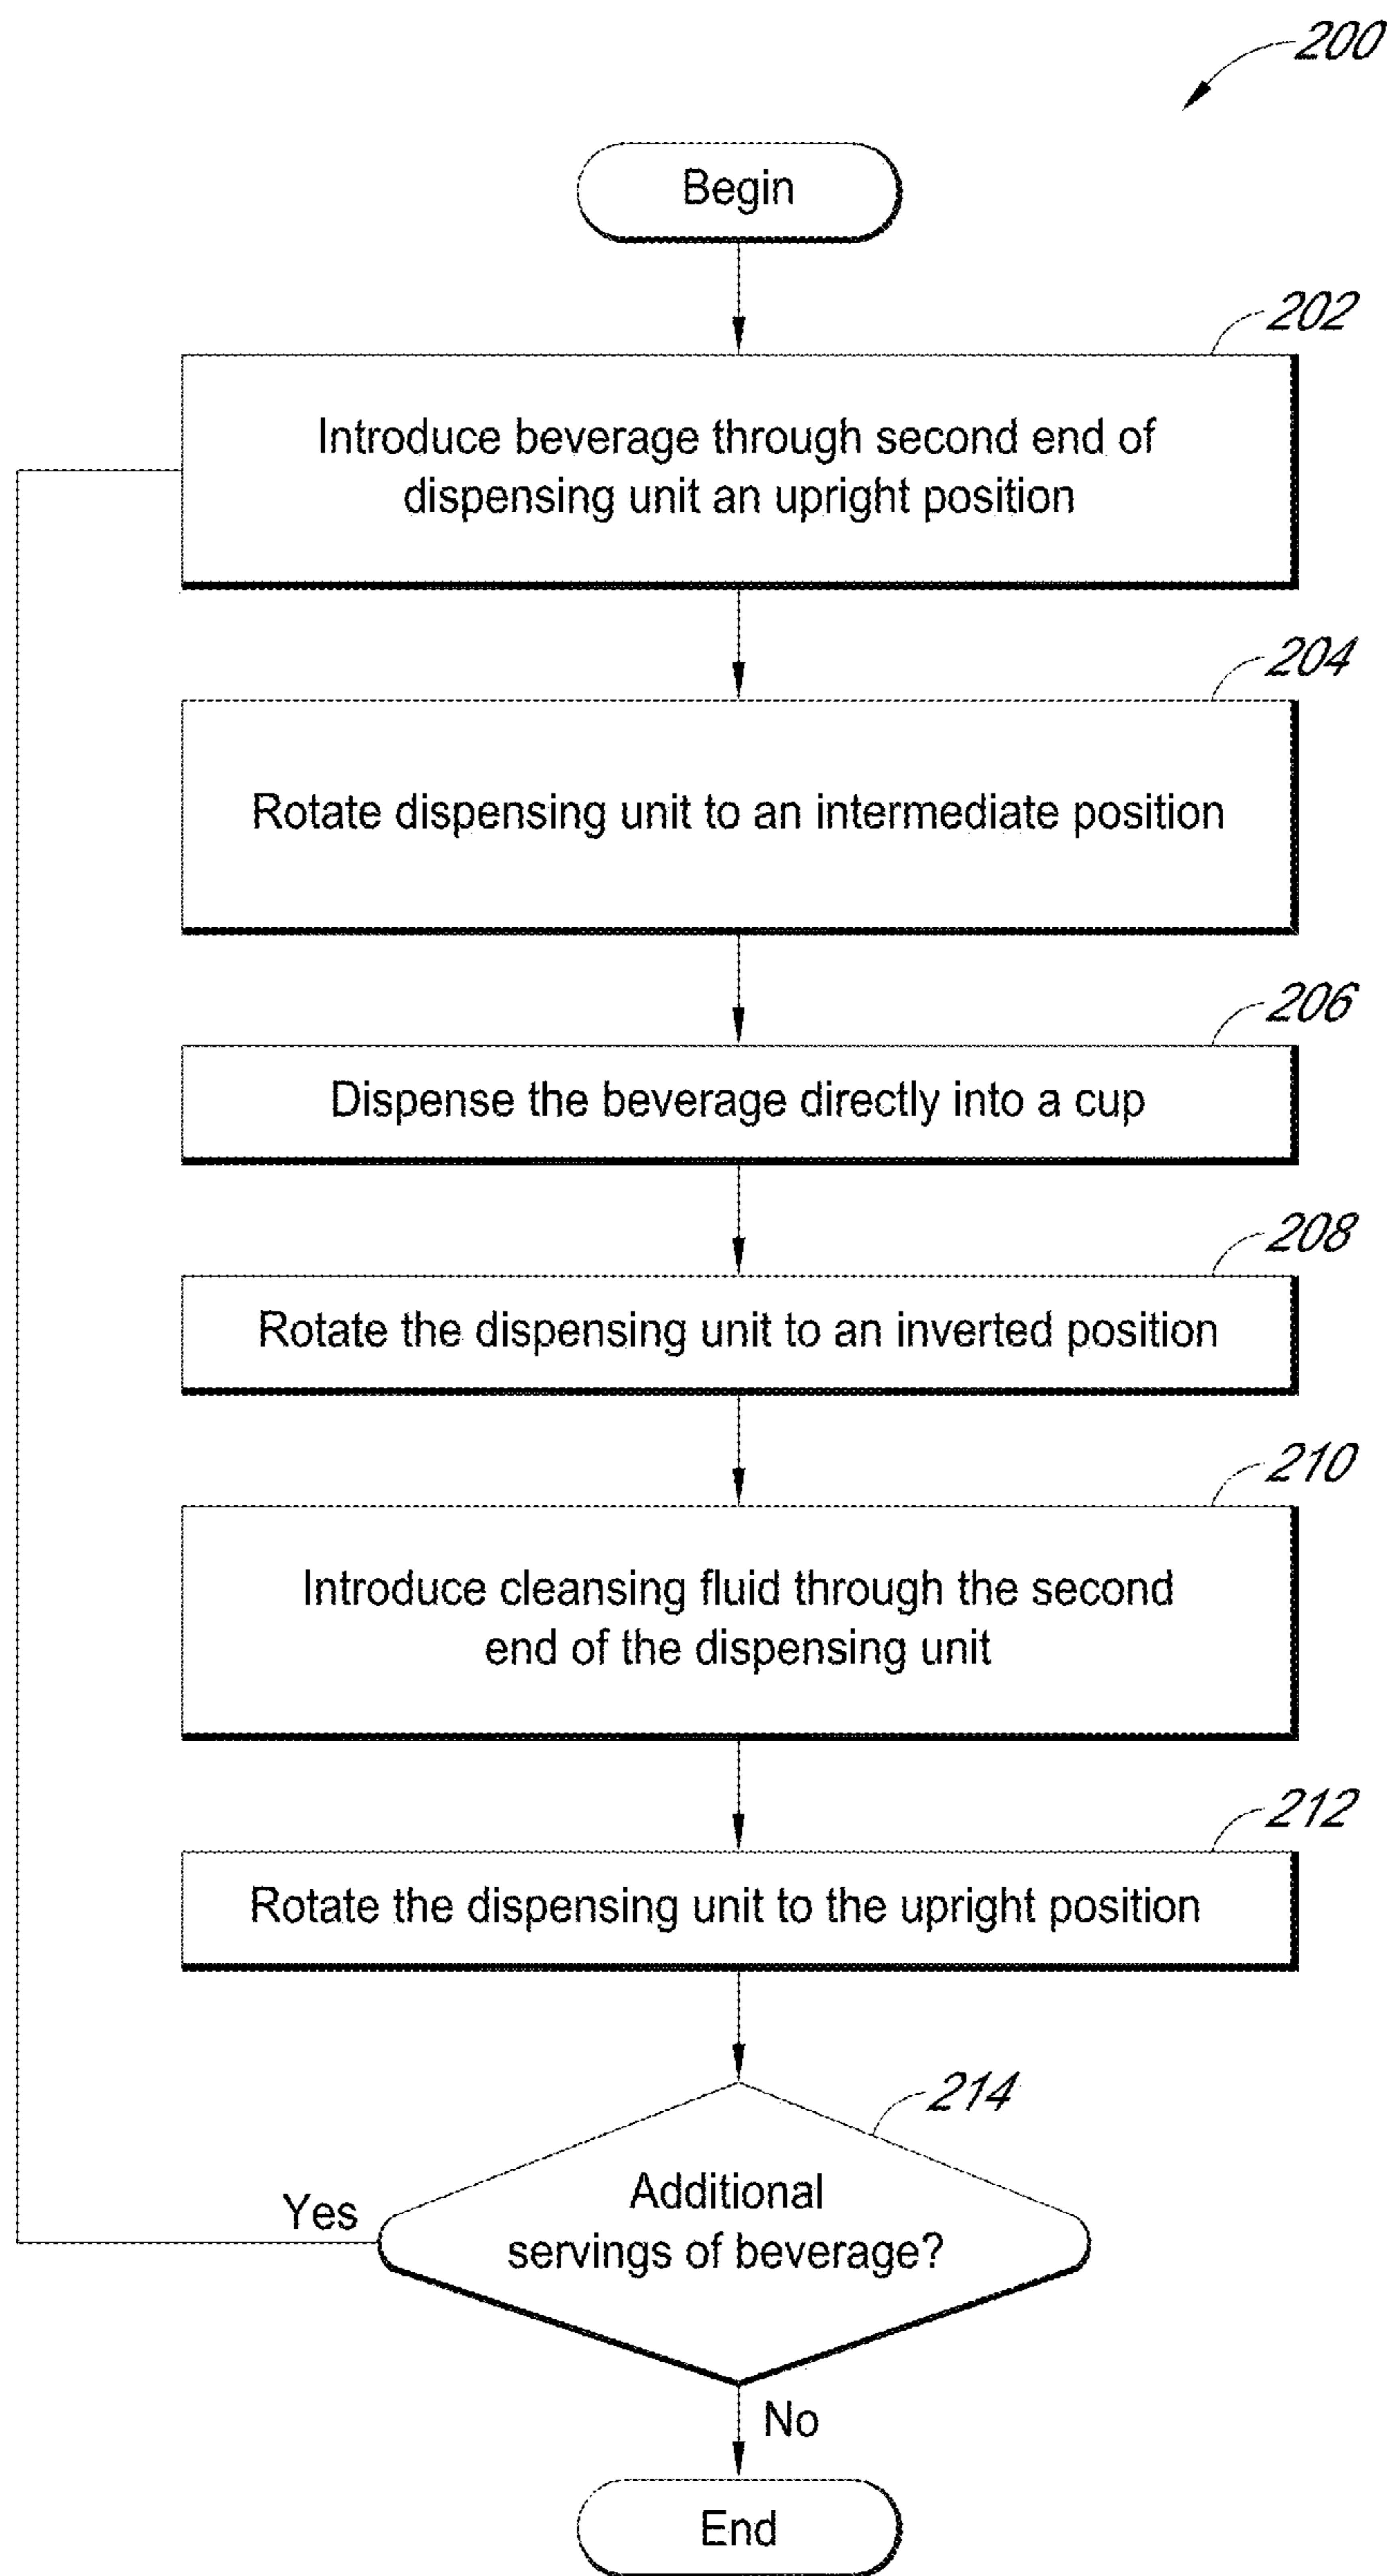 200
Begin
202
Introduce beverage through second end of
dispensing unit an upright position
204
Rotate dispensing unit to an intermediate position
206
Dispense the beverage directly into a cup
208
Rotate the dispensing unit to an inverted position
210
Introduce cleansing fluid through the second
end of the dispensing unit
212
Rotate the dispensing unit to the upright position
214
Additional
servings of beverage?
Yes
No
End